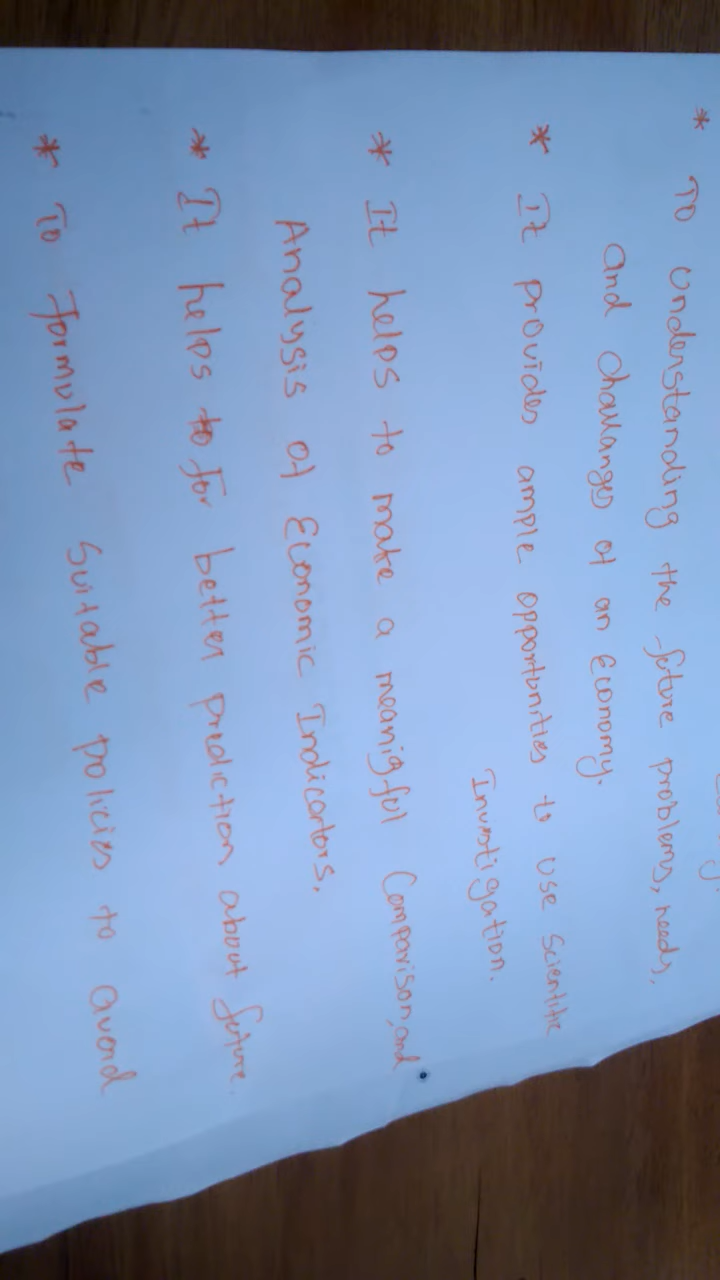 * To Understanding the future problems, needs,
and challanges of an Economy.
* It provides ample opportunities to use Scientific
Investigation.
* It helps to make a meanigful Comparison, and
Analysis of Economic Indicators.
* It helps to for better prediction about future.
* To formulate Suitable policies to avoid